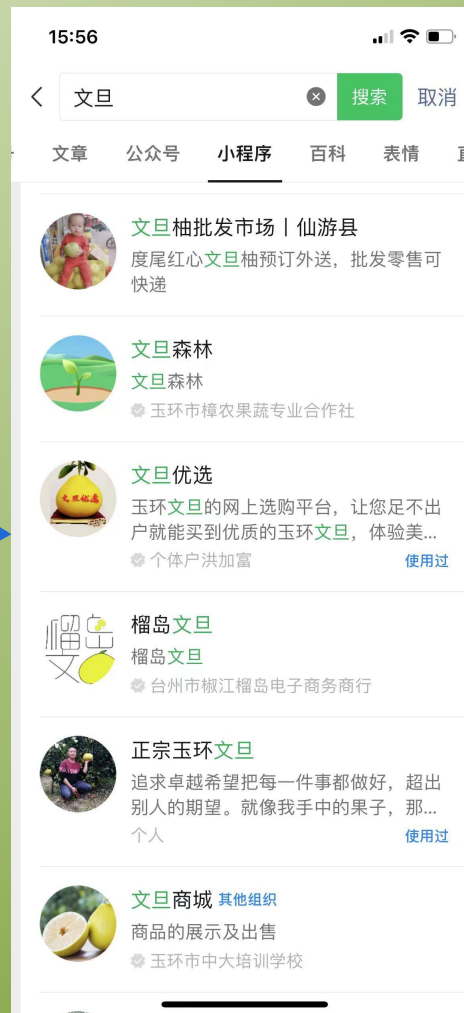 15:56
文旦
搜索
取消
文章
公众号
小程序
百科
表情
文旦柚批发市场丨仙游县
度尾红心文旦柚预订外送，批发零售可
快递
文旦森林
文旦森林
玉环市樟农果蔬专业合作社
文旦优选
文旦优选
玉环文旦的网上选购平台，让您足不出
户就能买到优质的玉环文旦，体验美...
个体户洪加富
使用过
榴岛文
榴岛文旦
榴岛文旦
台州市椒江榴岛电子商务商行
正宗玉环文旦
追求卓越希望把每一件事都做好，超出
别人的期望。就像我手中的果子，那...
个人
使用过
文旦商城 其他组织
商品的展示及出售
玉环市中大培训学校